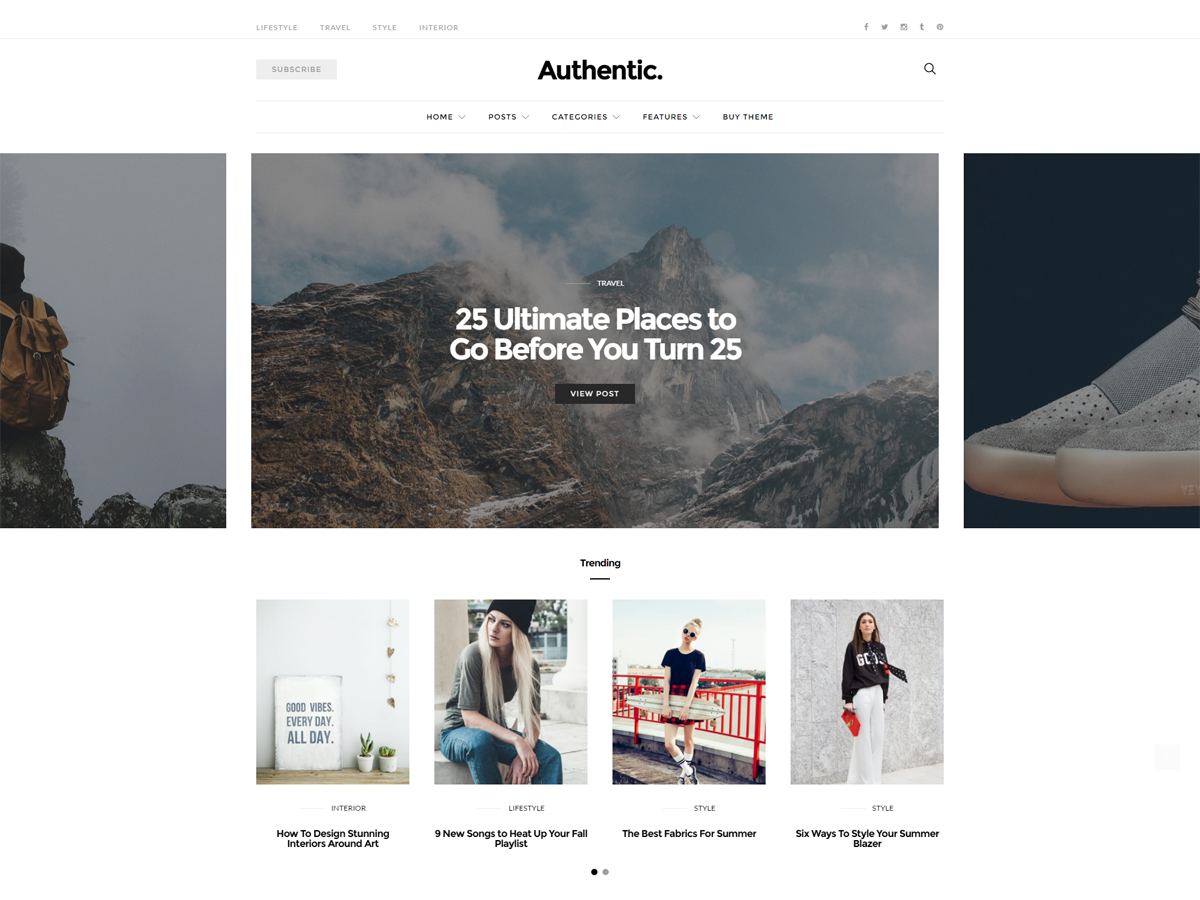 LIFESTYLE TRAVEL STYLE INTERIOR
SUBSCRIBE
Authentic.
HOME POSTS CATEGORIES FEATURES BUY THEME
TRAVEL
25 Ultimate Places to
Go Before You Turn 25
VIEW POST
Trending
GOOD VIBES.
EVERY DAY.
ALL DAY.
INTERIOR
How To Design Stunning
Interiors Around Art
LIFESTYLE
9 New Songs to Heat Up Your Fall
Playlist
STYLE
The Best Fabrics For Summer
STYLE
Six Ways To Style Your Summer
Blazer